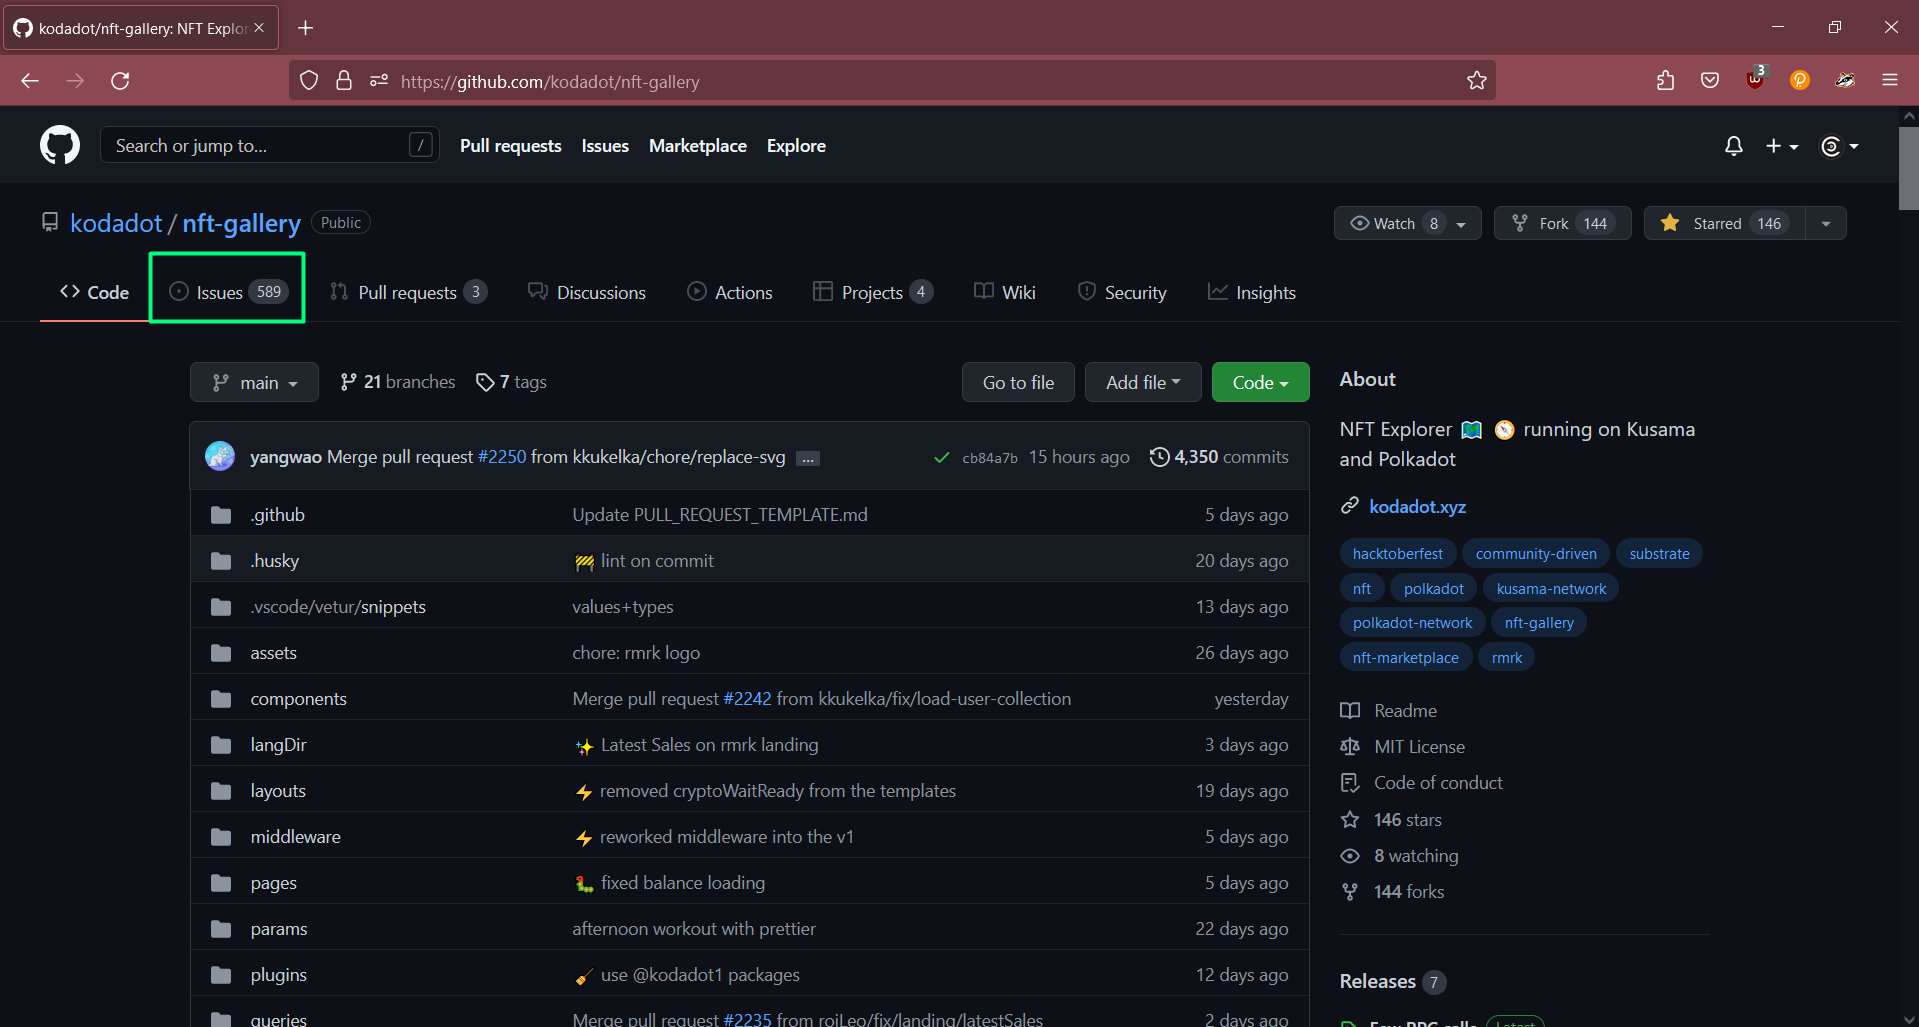 kodadot/nft-gallery: NFT Explor
https://github.com/kodadot/nft-gallery
3
Search or jump to...
/
Pull requests
Issues
Marketplace
Explore
kodadot / nft-gallery
Public
Watch 8
Fork 144
Starred 146
Code
Issues 589
Pull requests 3
Discussions
Actions
Projects 4
Wiki
Security
Insights
main
21 branches
7 tags
Go to file
Add file
Code
yangwao Merge pull request #2250 from kkukelka/chore/replace-svg ...
cb84a7b 15 hours ago
4,350 commits
.github Update PULL_REQUEST_TEMPLATE.md 5 days ago
.husky 🚧 lint on commit 20 days ago
.vscode/vetur/snippets values+types 13 days ago
assets chore: rmrk logo 26 days ago
components Merge pull request #2242 from kkukelka/fix/load-user-collection yesterday
langDir ✨ Latest Sales on rmrk landing 3 days ago
layouts ⚡ removed cryptoWaitReady from the templates 19 days ago
middleware ⚡ reworked middleware into the v1 5 days ago
pages 🐛 fixed balance loading 5 days ago
params afternoon workout with prettier 22 days ago
plugins 🧹 use @kodadot1 packages 12 days ago
queries Merge pull request #2235 from roiLeo/fix/landing/latestSales 2 days ago
About
NFT Explorer 🗺 🧭 running on Kusama
and Polkadot
kodadot.xyz
hacktoberfest community-driven substrate
nft polkadot kusama-network
polkadot-network nft-gallery
nft-marketplace rmrk
Readme
MIT License
Code of conduct
146 stars
8 watching
144 forks
Releases 7
Few RPC calls Latest